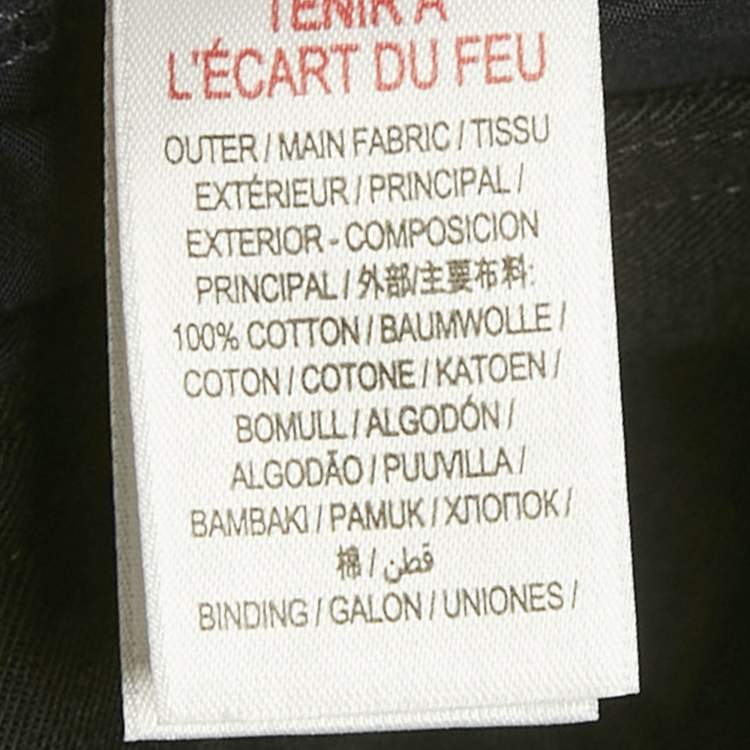 TENIR À
L'ÉCART DU FEU
OUTER / MAIN FABRIC / TISSU
EXTÉRIEUR / PRINCIPAL /
EXTERIOR - COMPOSICION
PRINCIPAL / 外部/主要布料:
100% COTTON / BAUMWOLLE /
COTON / COTONE / KATOEN /
BOMULL / ALGODÓN /
ALGODÃO / PUUVILLA /
BAMBAKI / PAMUK / ХЛОПОК /
棉 / قطن
BINDING / GALON / UNIONES /